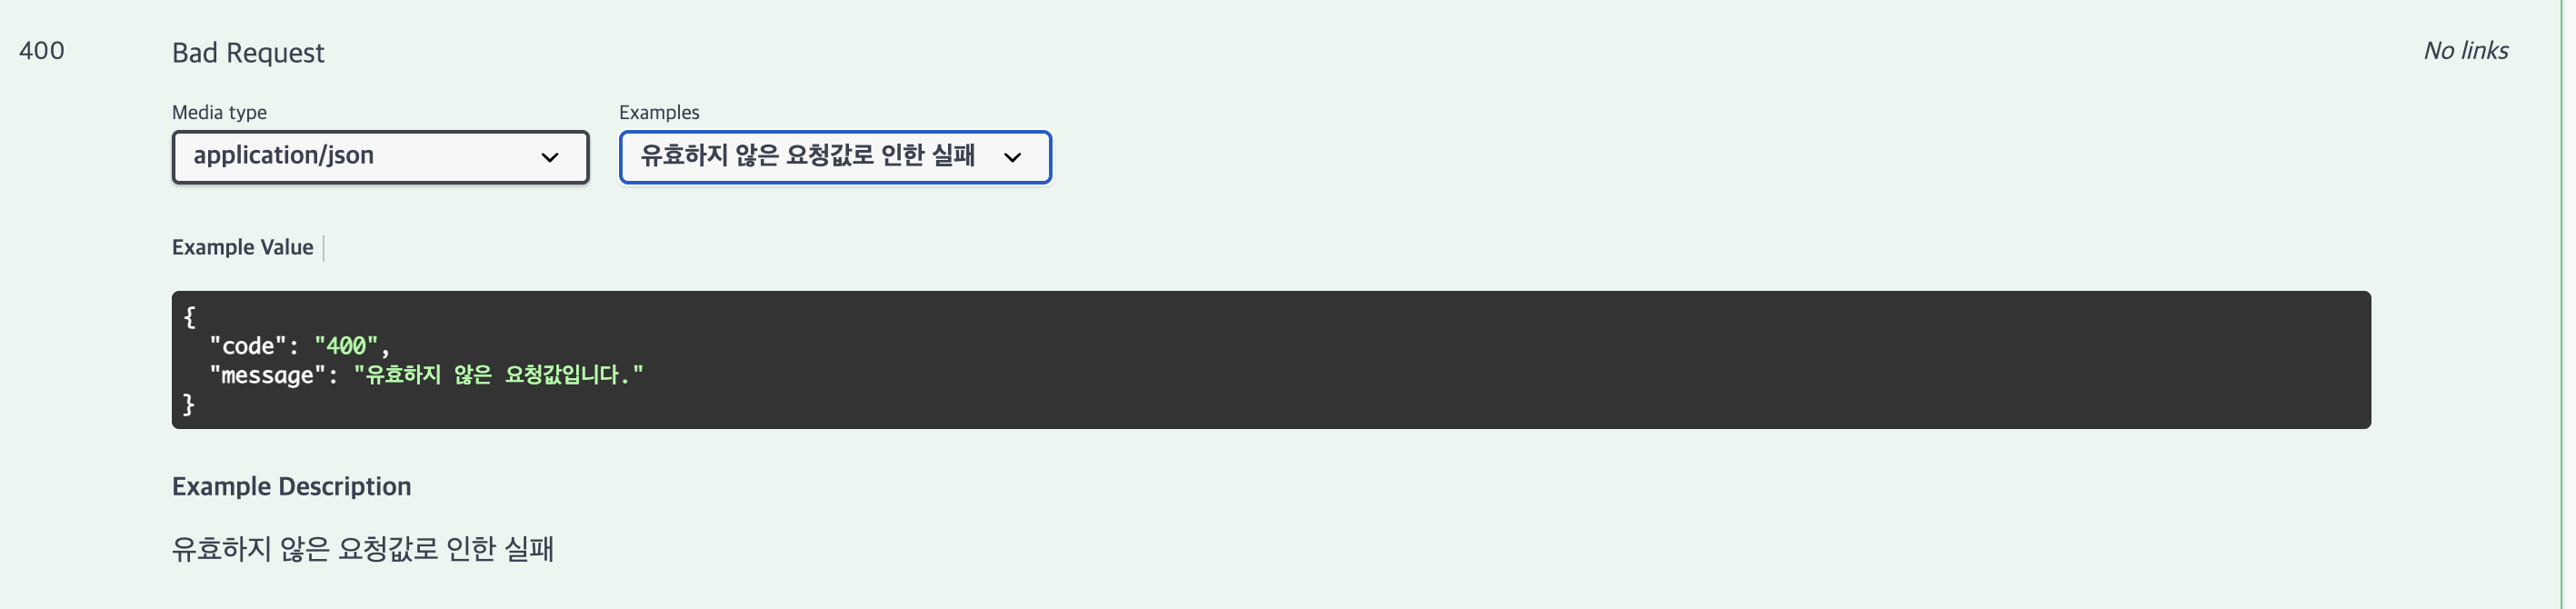 400
Bad Request
No links
Media type
Examples
application/json
유효하지 않은 요청값로 인한 실패
Example Value
{
"code": "400",
"message": "유효하지 않은 요청값입니다."
}
Example Description
유효하지 않은 요청값로 인한 실패